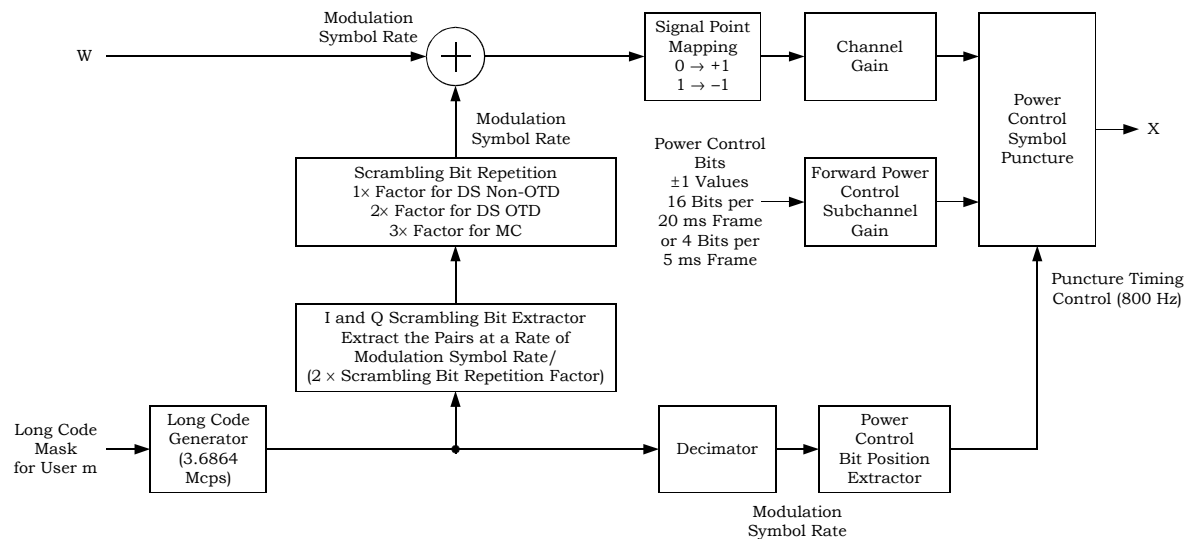 Modulation
Symbol Rate
W
Signal Point
Mapping
0 → +1
1 → –1
Channel
Gain
Power
Control
Symbol
Puncture
X
Modulation
Symbol Rate
Scrambling Bit Repetition
1× Factor for DS Non-OTD
2× Factor for DS OTD
3× Factor for MC
Power Control
Bits
±1 Values
16 Bits per
20 ms Frame
or 4 Bits per
5 ms Frame
Forward Power
Control
Subchannel
Gain
Puncture Timing
Control (800 Hz)
I and Q Scrambling Bit Extractor
Extract the Pairs at a Rate of
Modulation Symbol Rate/
(2 × Scrambling Bit Repetition Factor)
Long Code
Mask
for User m
Long Code
Generator
(3.6864
Mcps)
Decimator
Power
Control
Bit Position
Extractor
Modulation
Symbol Rate